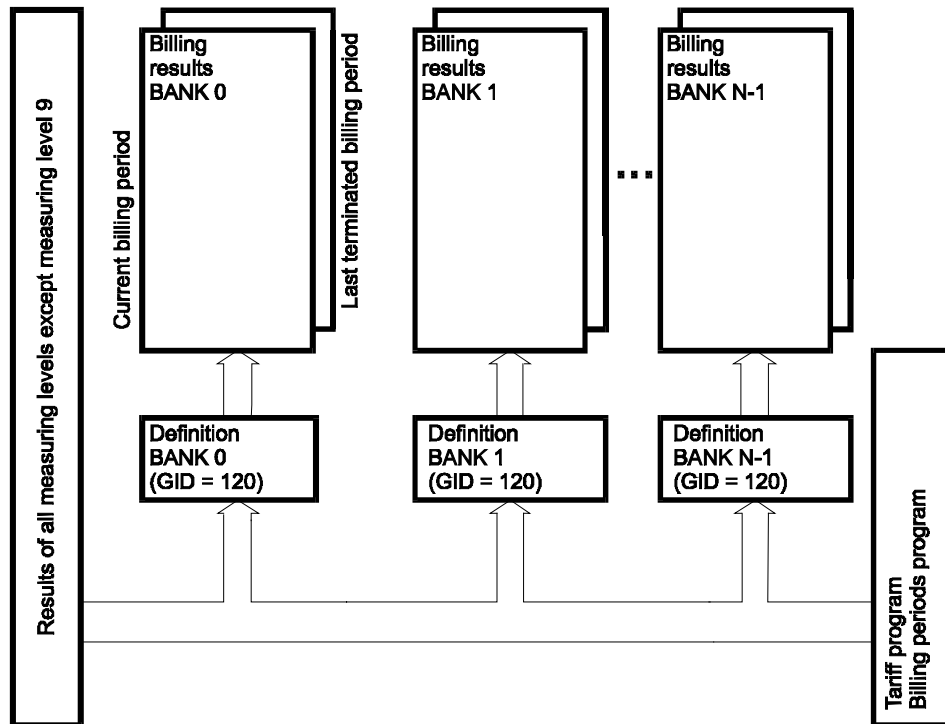 Results of all measuring levels except measuring level 9
Current billing period
Billing
results
BANK 0
Last terminated billing period
Billing
results
BANK 1
...
Billing
results
BANK N-1
Definition
BANK 0
(GID = 120)
Definition
BANK 1
(GID = 120)
Definition
BANK N-1
(GID = 120)
Tariff program
Billing periods program